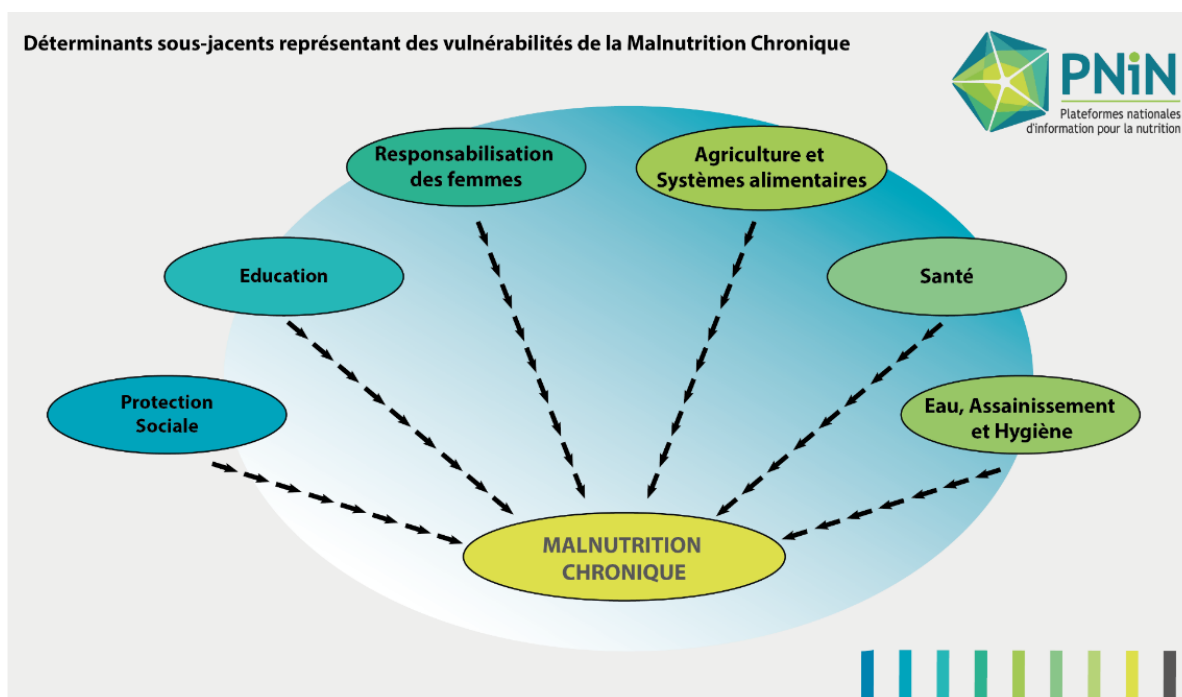 Déterminants sous-jacents représentant des vulnérabilités de la Malnutrition Chronique
PNiN
Plateformes nationales
d'information pour la nutrition
Responsabilisation
des femmes
Agriculture et
Systèmes alimentaires
Education
Santé
Protection
Sociale
Eau, Assainissement
et Hygiène
MALNUTRITION
CHRONIQUE